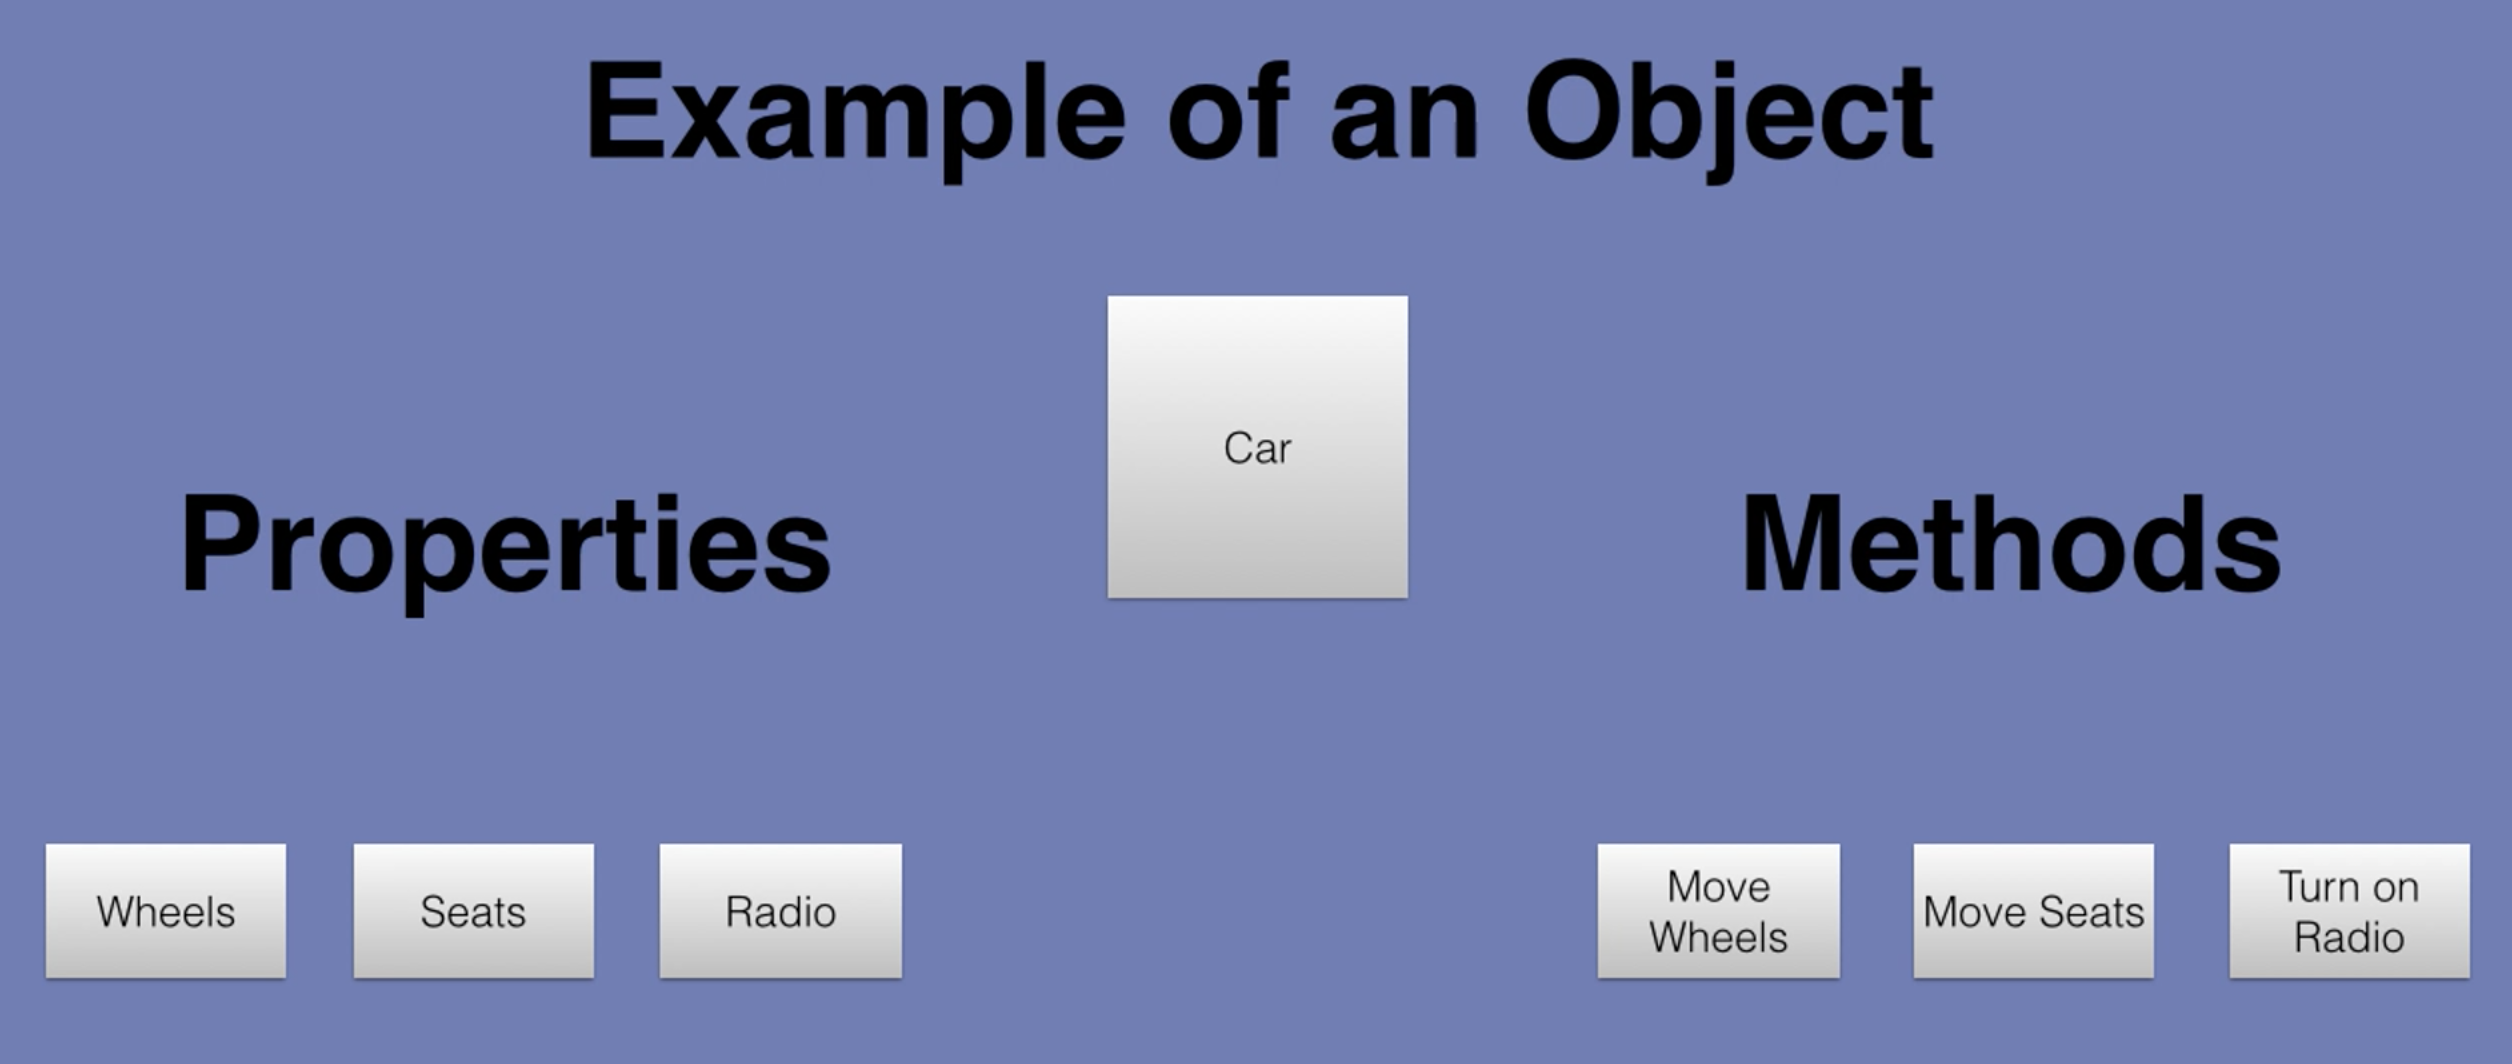 Example of an Object
Car
Properties
Methods
Wheels
Seats
Radio
Move
Wheels
Move Seats
Turn on
Radio